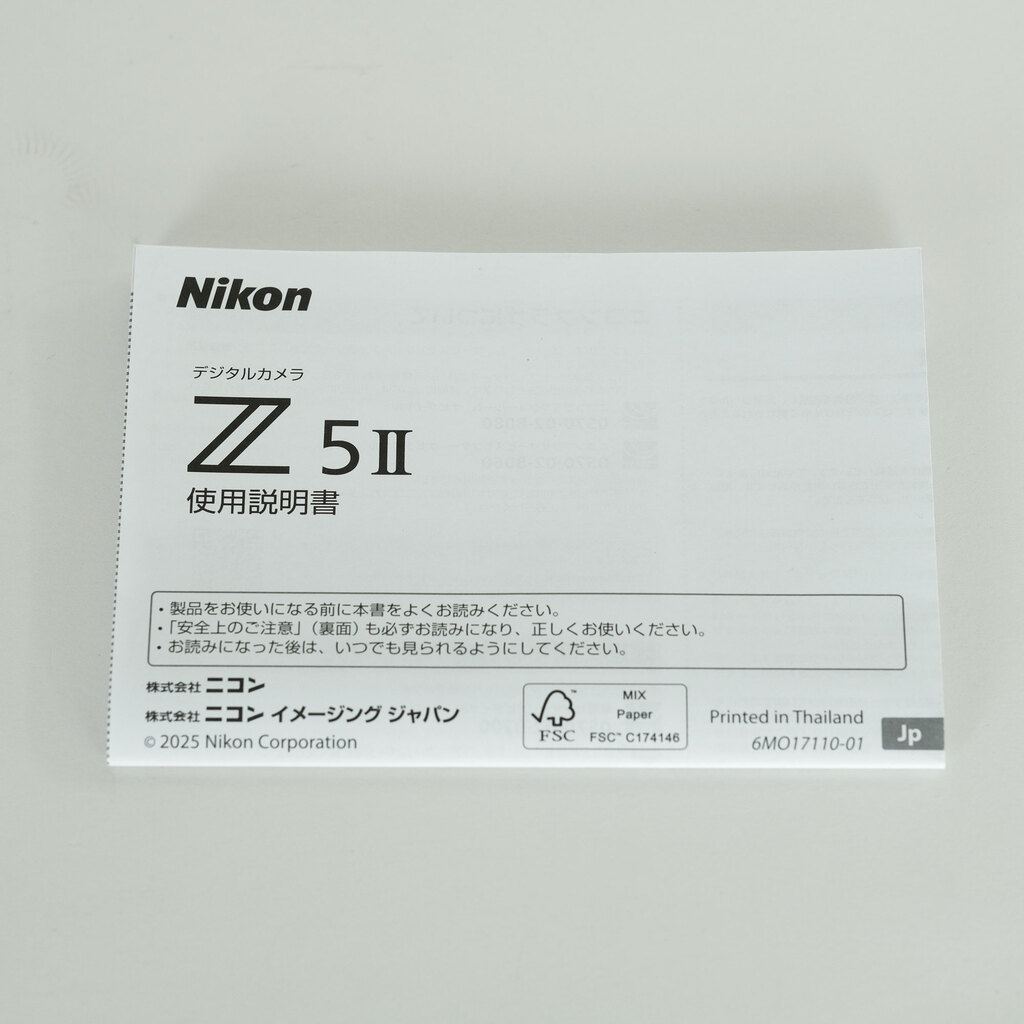 Nikon
デジタルカメラ
Z 5II
使用説明書
・製品をお使いになる前に本書をよくお読みください。
・「安全上のご注意」（裏面）も必ずお読みになり、正しくお使いください。
・お読みになった後は、いつでも見られるようにしてください。
株式会社 ニコン
株式会社 ニコン イメージング ジャパン
© 2025 Nikon Corporation
FSC™
MIX
Paper
FSC™ C174146
Printed in Thailand
6MO17110-01
Jp